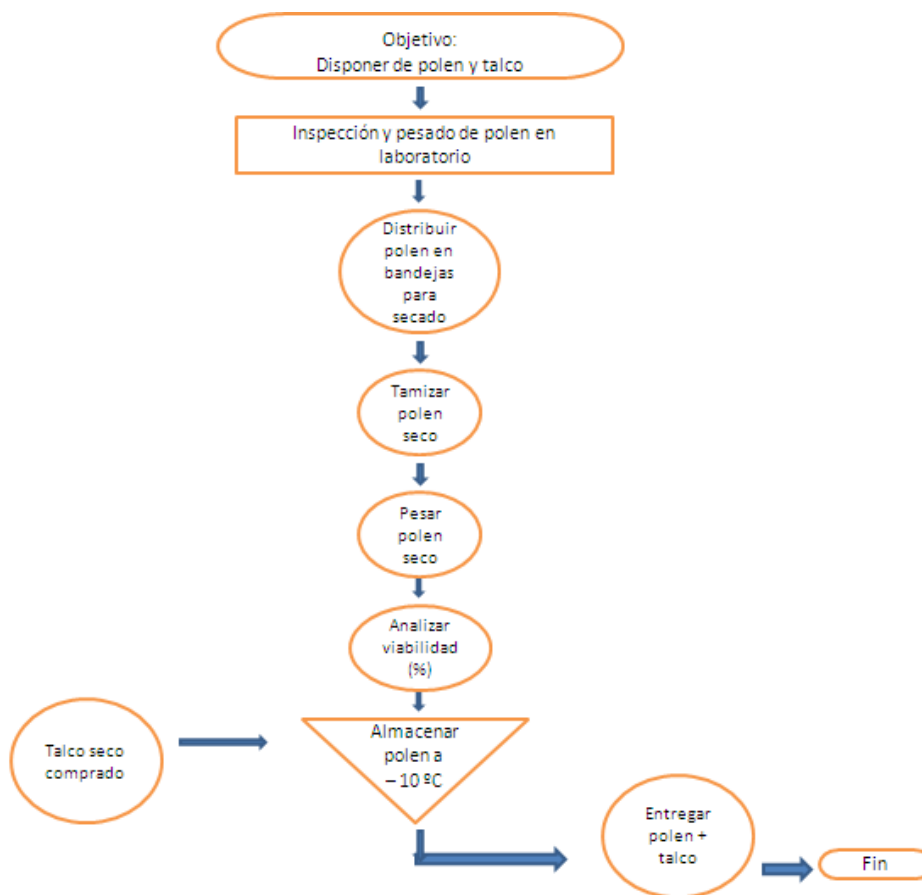 Objetivo:
Disponer de polen y talco
Inspección y pesado de polen en
laboratorio
Distribuir
polen en
bandejas
para
secado
Tamizar
polen
seco
Pesar
polen
seco
Analizar
viabilidad
(%)
Talco seco
comprado
Almacenar
polen a
– 10 ºC
Entregar
polen +
talco
Fin